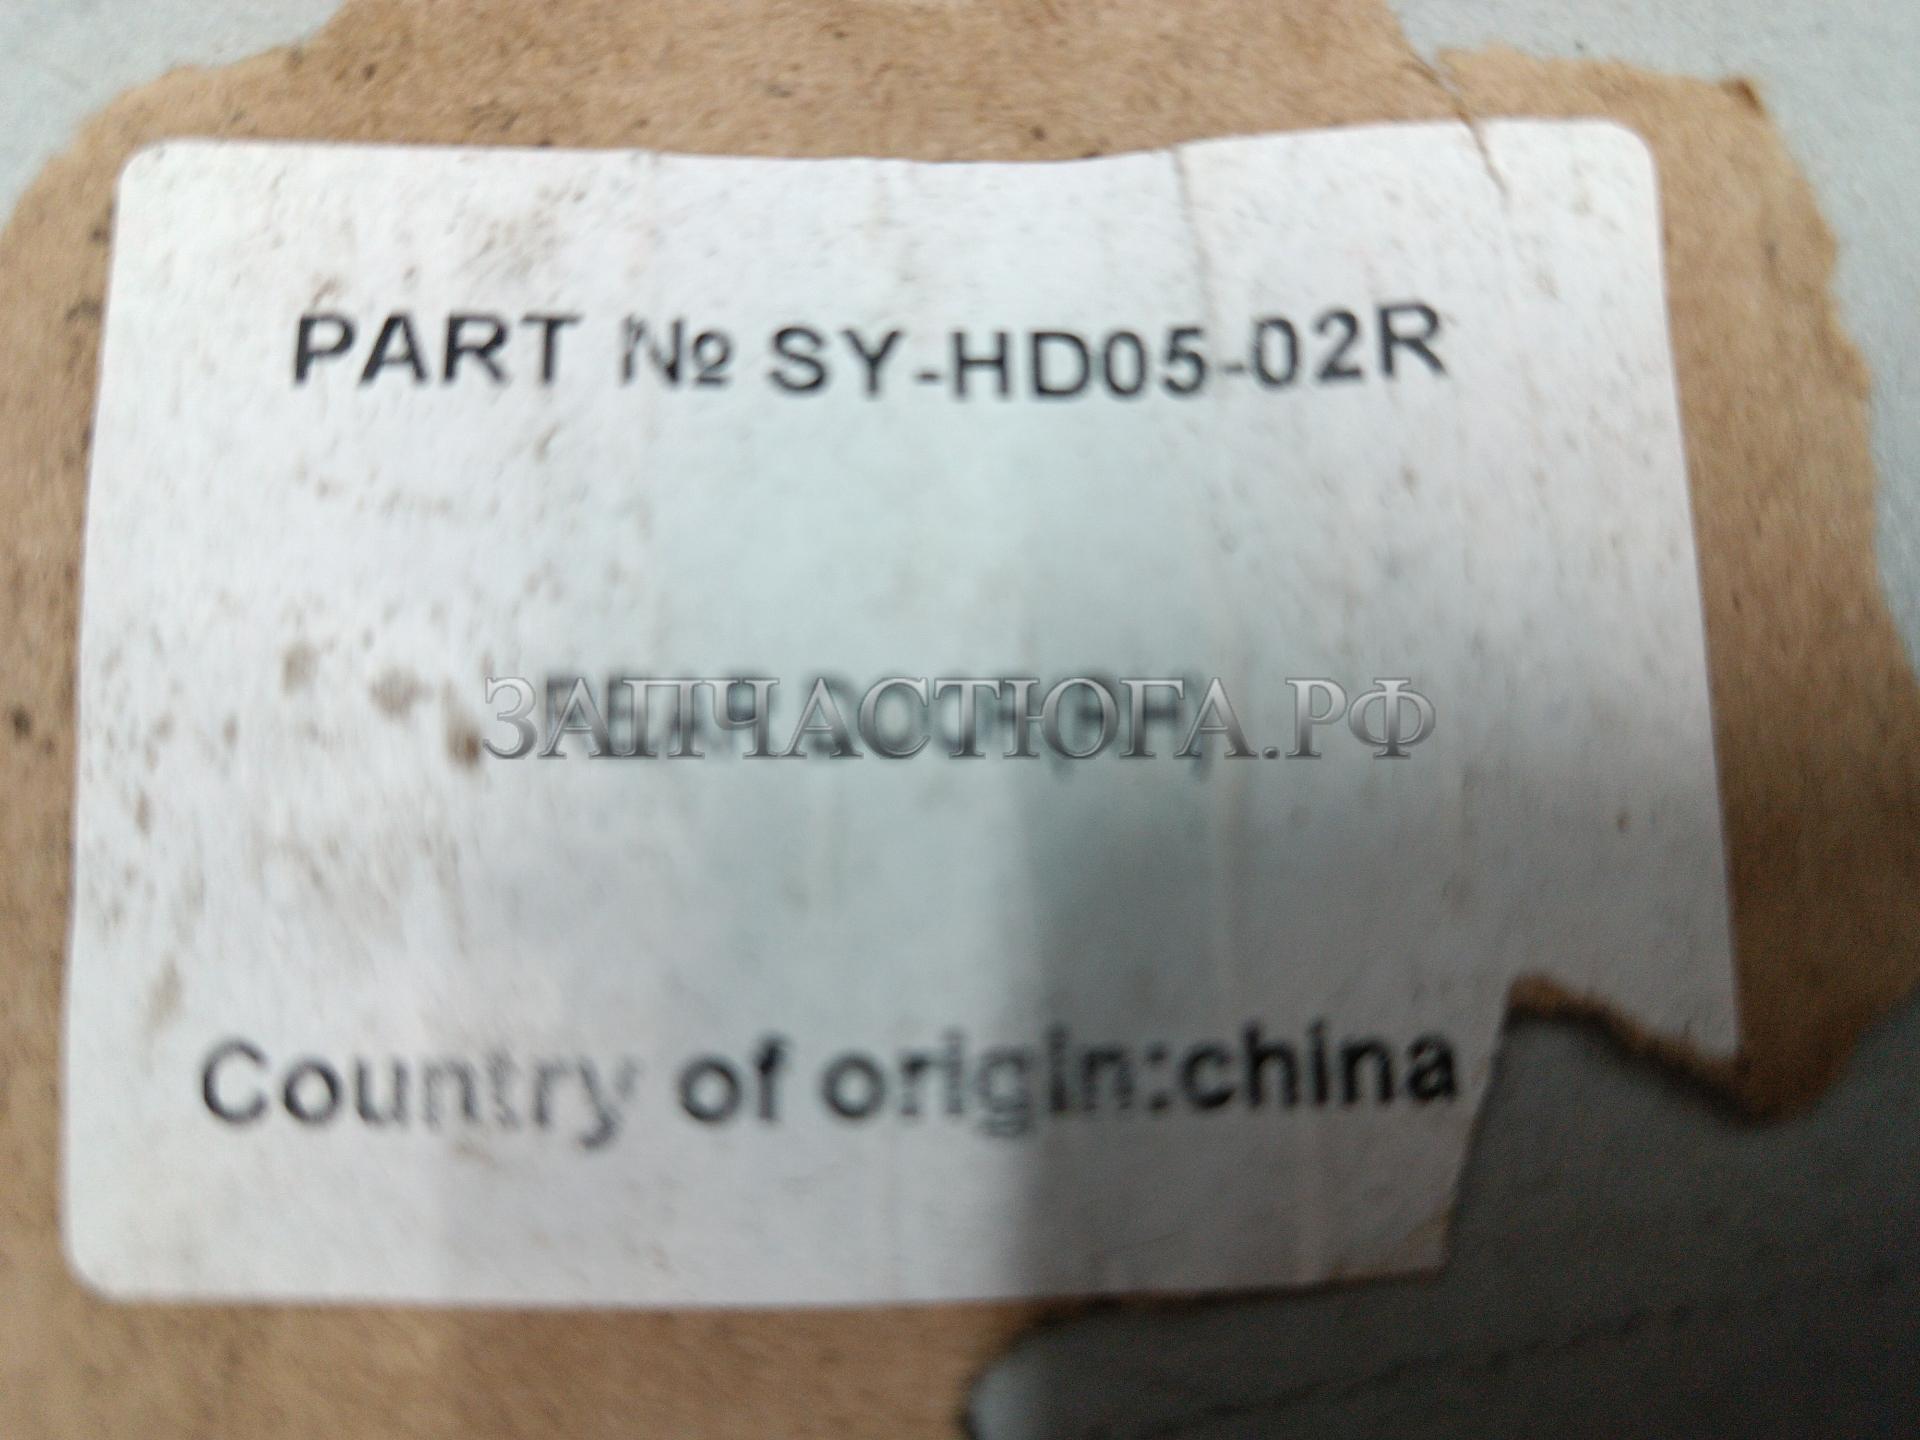 PART № SY-HD05-02R
ЗАПЧАСТЮГА.РФ
Country of origin:china